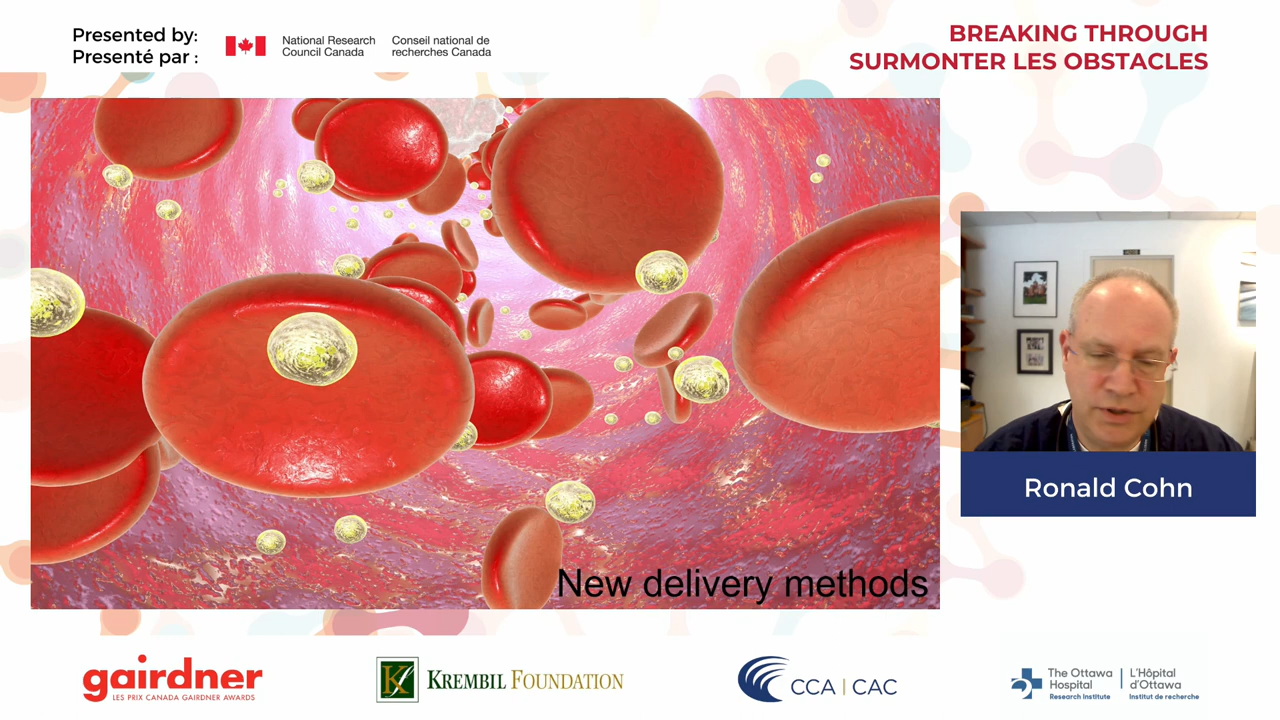 Presented by:
Presenté par :
National Research
Council Canada
Conseil national de
recherches Canada
BREAKING THROUGH
SURMONTER LES OBSTACLES
New delivery methods
Ronald Cohn
gairdner
LES PRIX CANADA GAIRDNER AWARDS
KREMBIL FOUNDATION
CCA | CAC
The Ottawa
Hospital
Research Institute
L'Hôpital
d'Ottawa
Institut de recherche